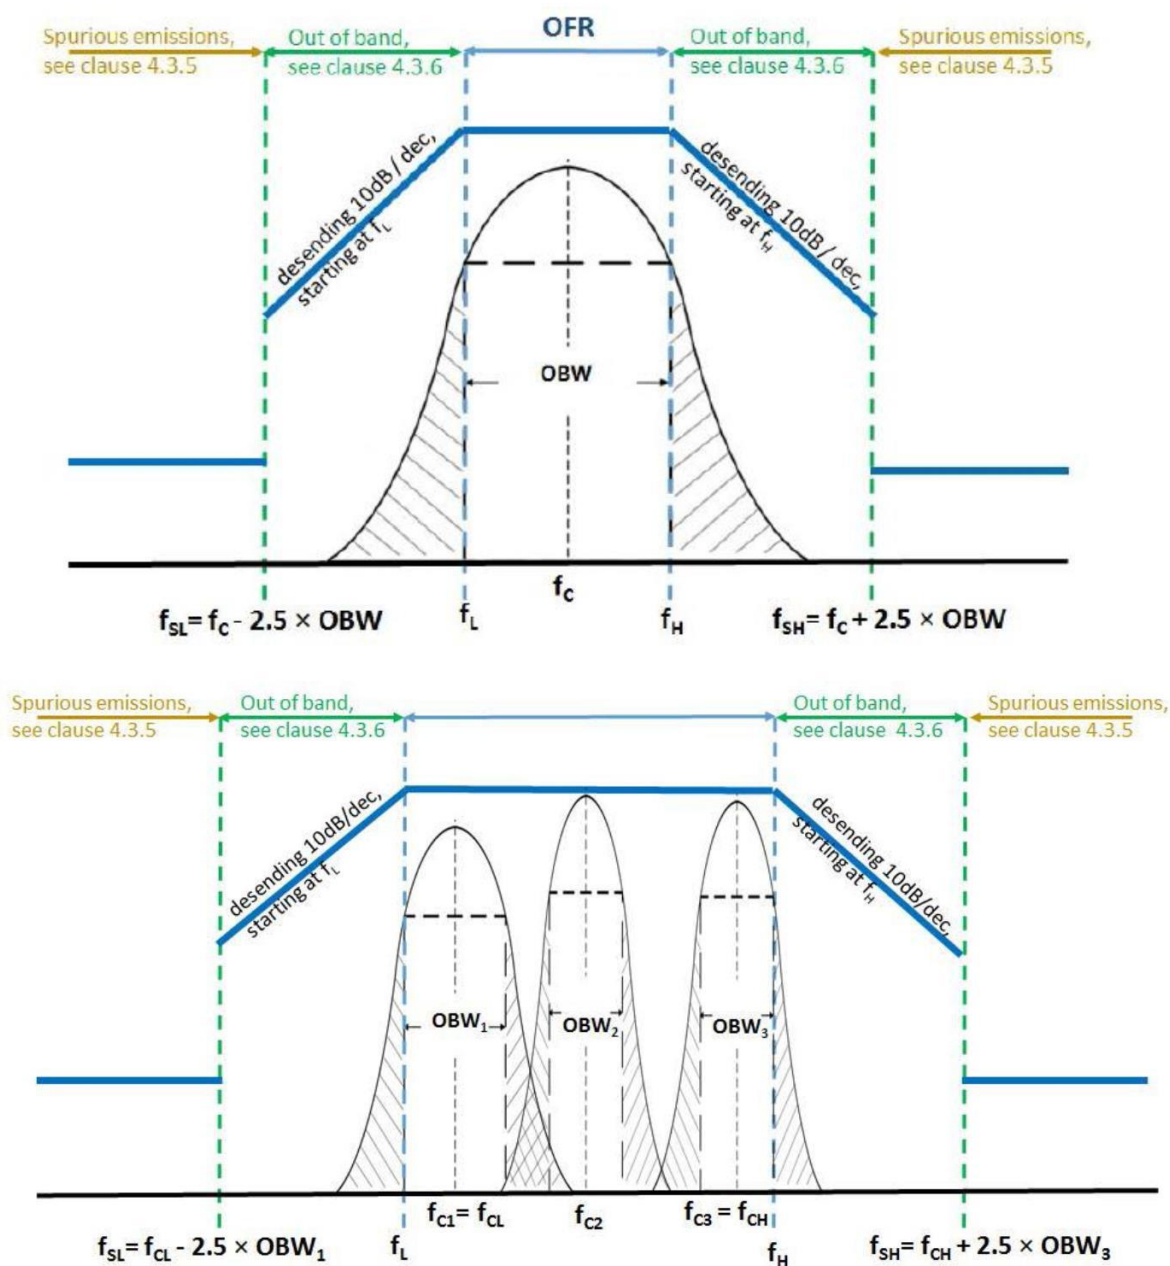 Spurious emissions,
see clause 4.3.5
Out of band,
see clause 4.3.6
OFR
Out of band,
see clause 4.3.6
Spurious emissions,
see clause 4.3.5
desending 10dB / dec,
starting at fL
desending 10dB / dec,
starting at fH
OBW
fSL= fC - 2.5 × OBW
fL
fC
fH
fSH= fC + 2.5 × OBW
Spurious emissions,
see clause 4.3.5
Out of band,
see clause 4.3.6
Out of band,
see clause 4.3.6
Spurious emissions,
see clause 4.3.5
desending 10dB/dec,
starting at fL
desending 10dB/dec,
starting at fH
OBW1
OBW2
OBW3
fC1= fCL
fC2
fC3 = fCH
fSL= fCL - 2.5 × OBW1
fL
fH
fSH= fCH + 2.5 × OBW3